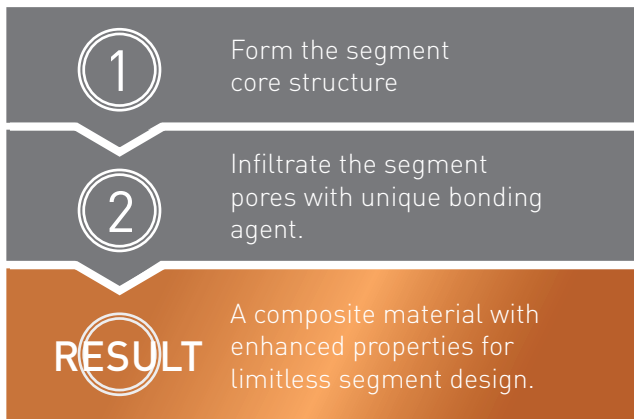 1
Form the segment
core structure
2
Infiltrate the segment
pores with unique bonding
agent.
RESULT
A composite material with
enhanced properties for
limitless segment design.